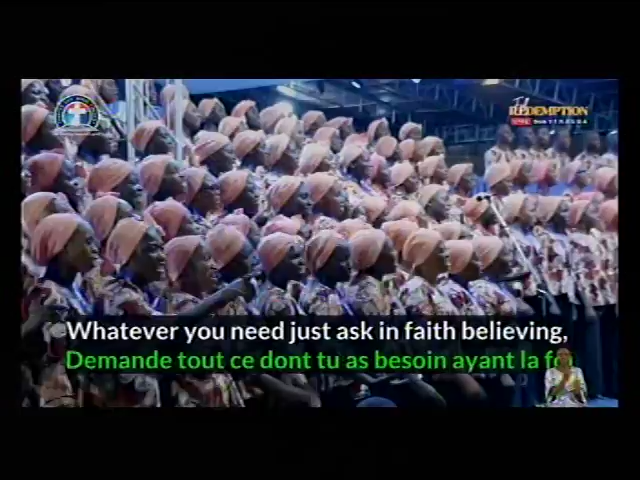 REDEMPTION
Whatever you need just ask in faith believing,
Demande tout ce dont tu as besoin ayant la